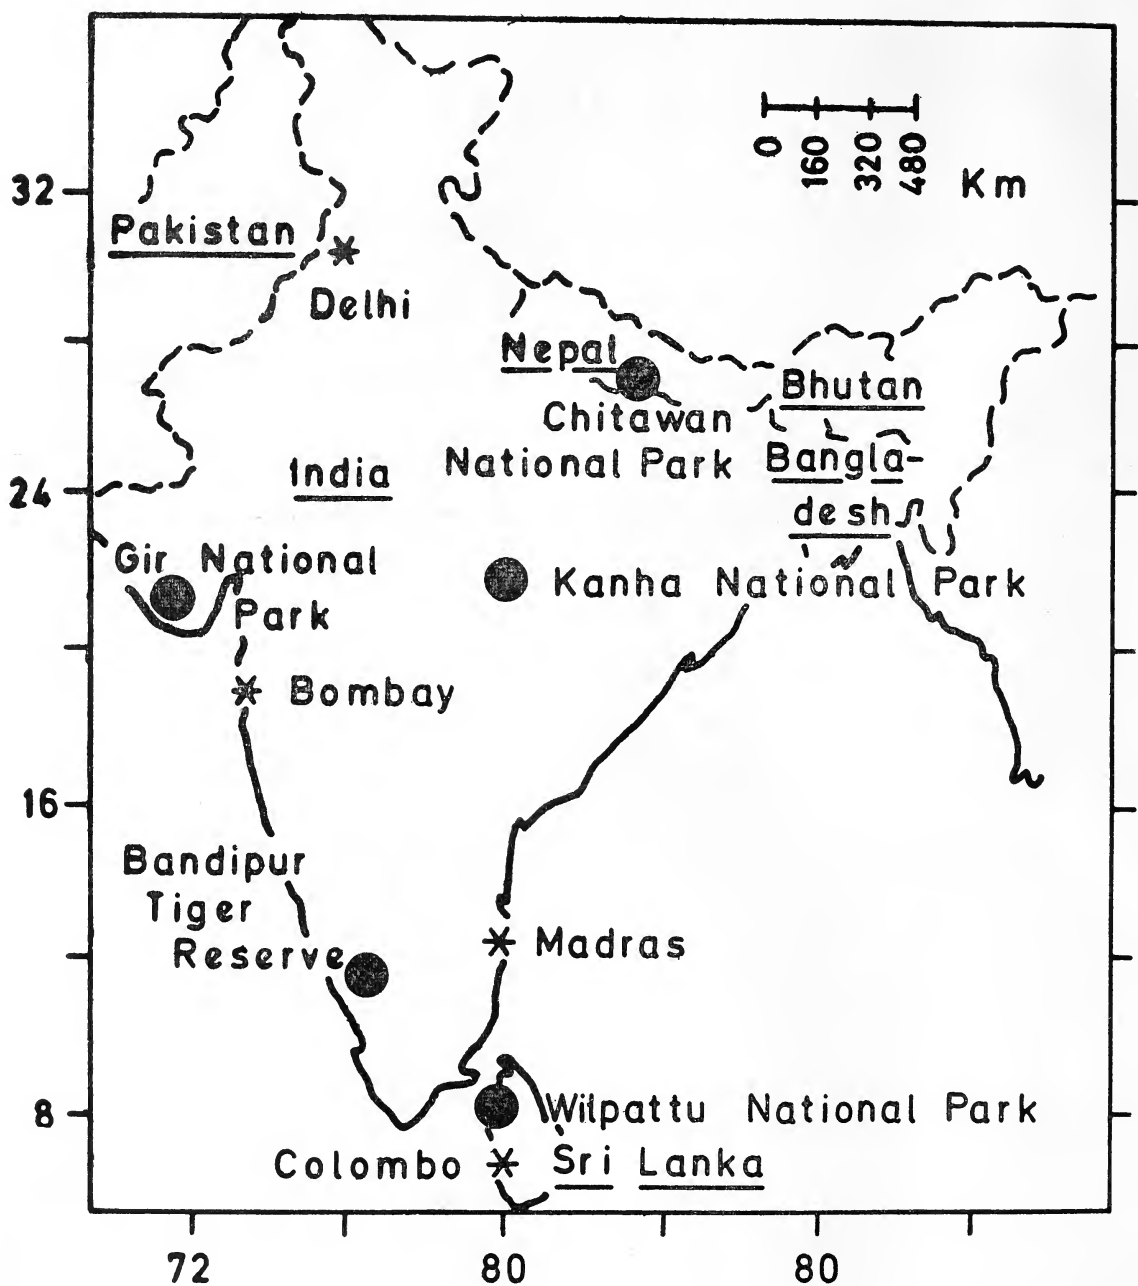 0 160 320 480 Km
32
Pakistan
Delhi
Nepal
Bhutan
Chitawan
National Park
Bangla-
desh
India
24
Gir National
Park
Kanha National Park
Bombay
16
Bandipur
Tiger
Reserve
Madras
8
Wilpattu National Park
Colombo
Sri Lanka
72 80 80